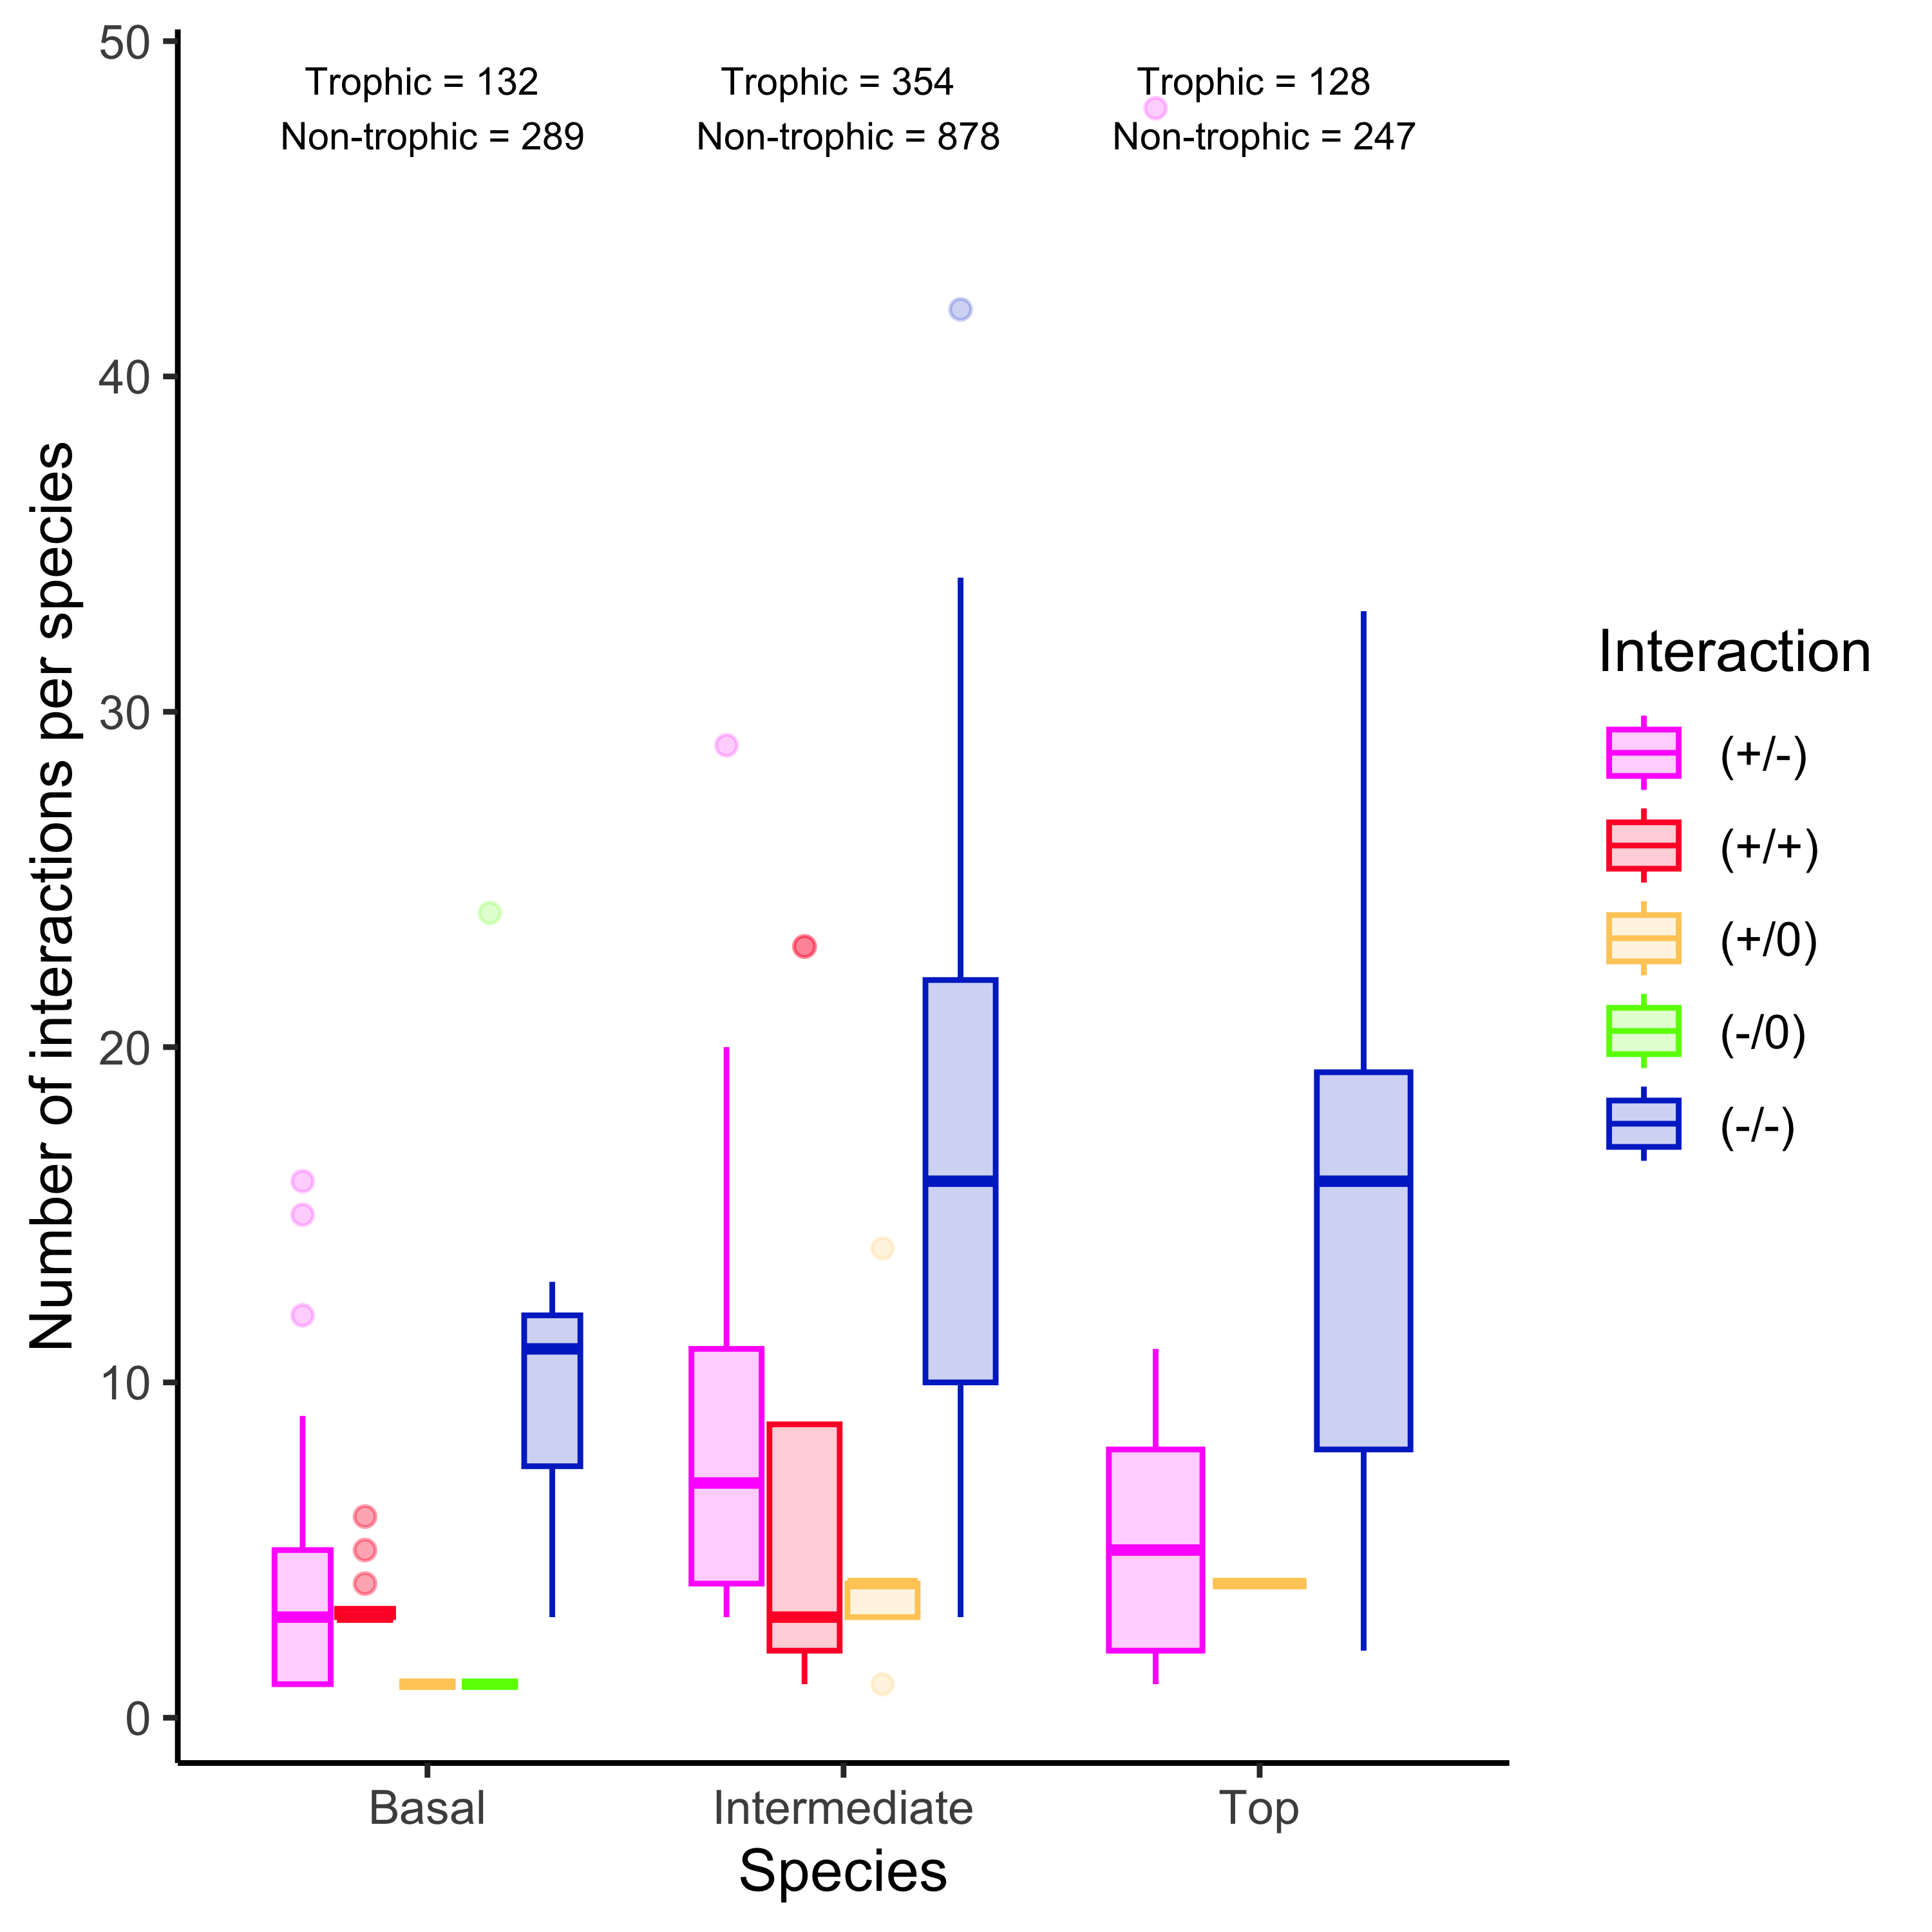 50
Trophic = 132
Non-trophic = 289
Trophic = 354
Non-trophic = 878
Trophic = 128
Non-trophic = 247
40
30
20
10
0
Number of interactions per species
Basal
Intermediate
Top
Species
Interaction
(+/-)
(+/+)
(+/0)
(-/0)
(-/-)